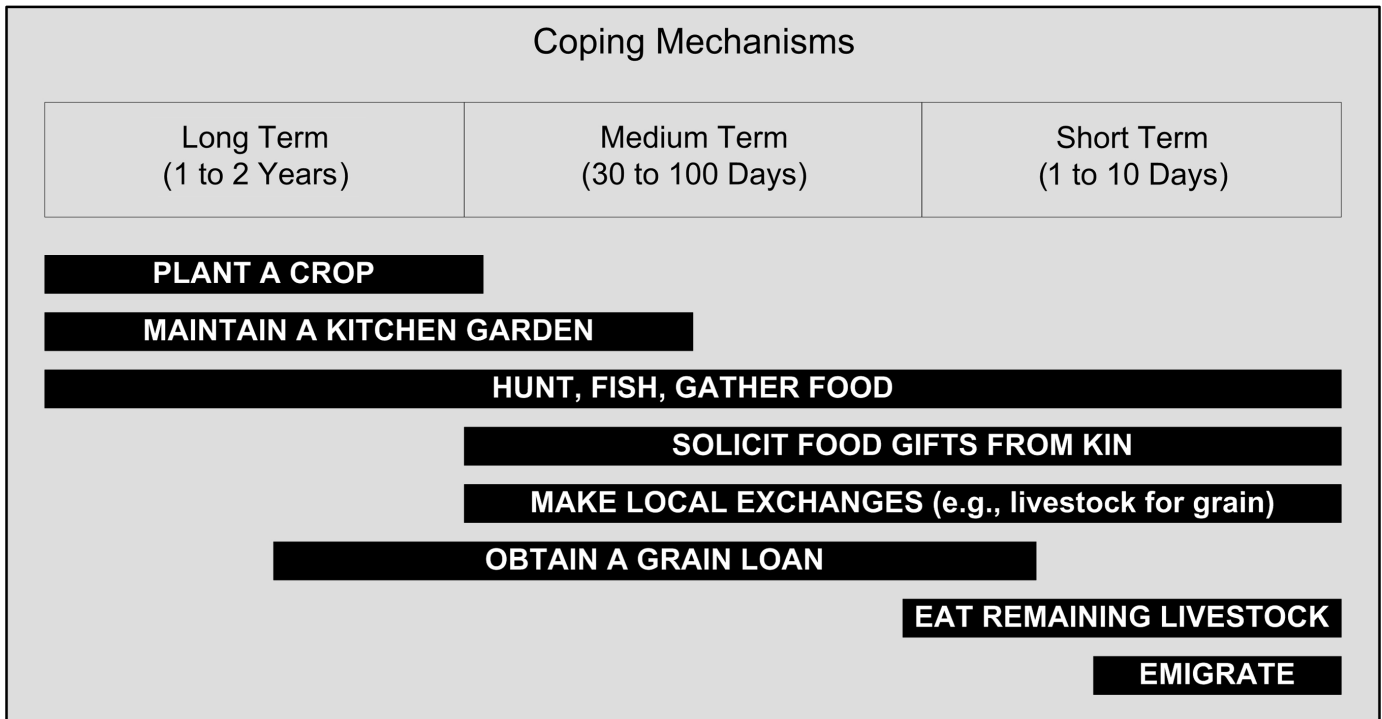 Coping Mechanisms
Long Term
(1 to 2 Years)
Medium Term
(30 to 100 Days)
Short Term
(1 to 10 Days)
PLANT A CROP
MAINTAIN A KITCHEN GARDEN
HUNT, FISH, GATHER FOOD
SOLICIT FOOD GIFTS FROM KIN
MAKE LOCAL EXCHANGES (e.g., livestock for grain)
OBTAIN A GRAIN LOAN
EAT REMAINING LIVESTOCK
EMIGRATE